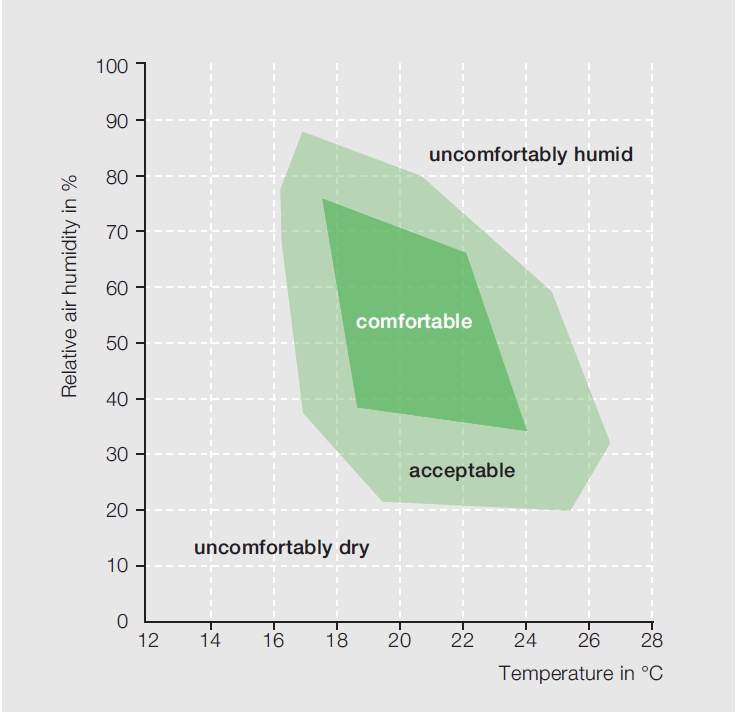 100
90
uncomfortably humid
80
70
60
comfortable
50
40
30
acceptable
20
uncomfortably dry
10
0
12 14 16 18 20 22 24 26 28
Temperature in °C
Relative air humidity in %